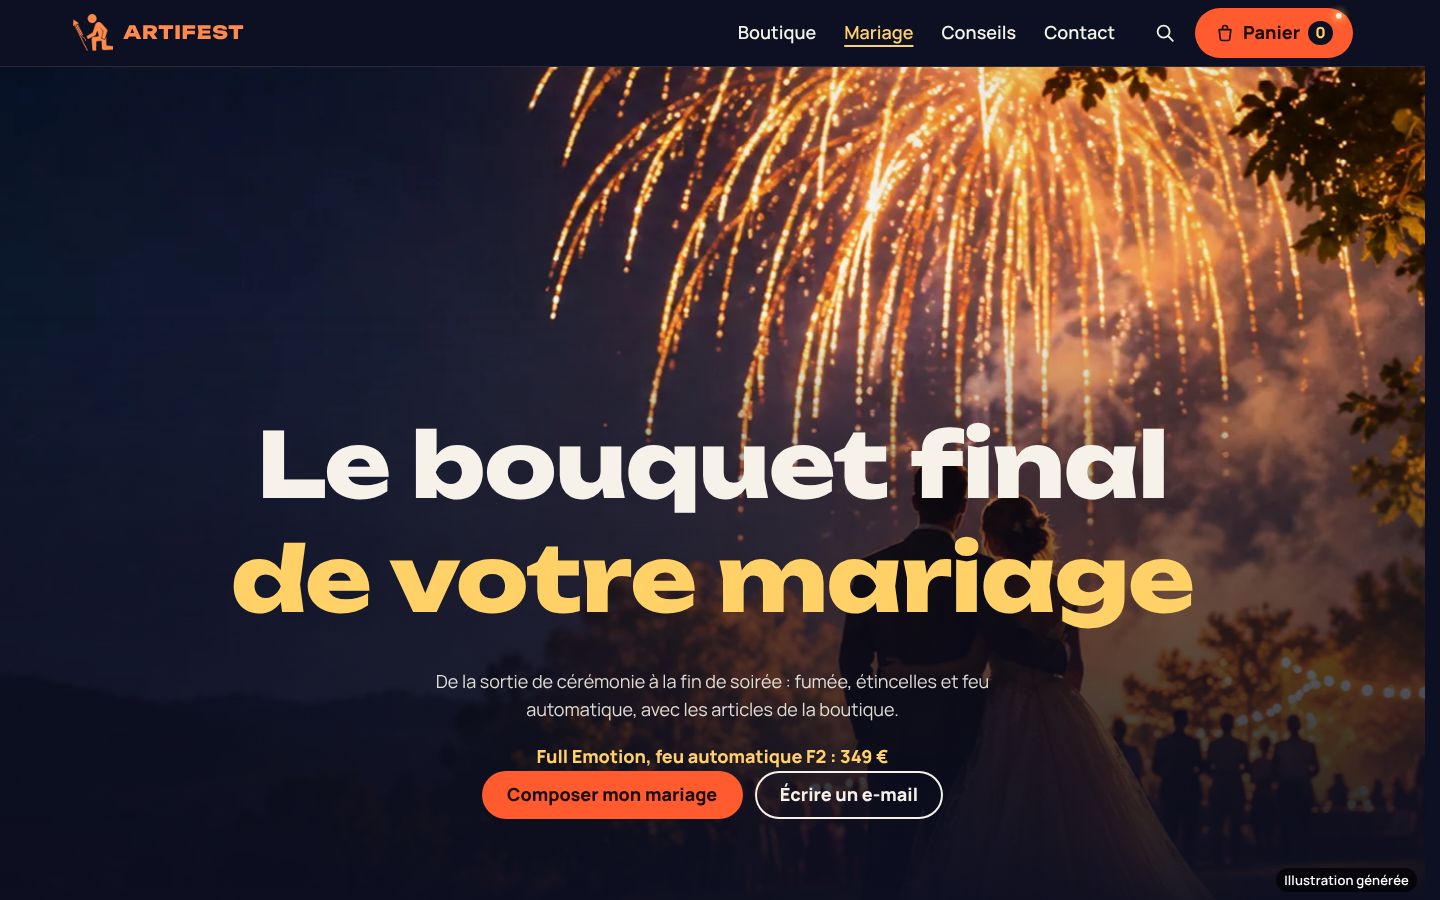 ARTIFEST
Boutique
Mariage
Conseils
Contact
Panier 0
Le bouquet final
de votre mariage
De la sortie de cérémonie à la fin de soirée : fumée, étincelles et feu
automatique, avec les articles de la boutique.
Full Emotion, feu automatique F2 : 349 €
Composer mon mariage
Écrire un e-mail
Illustration générée